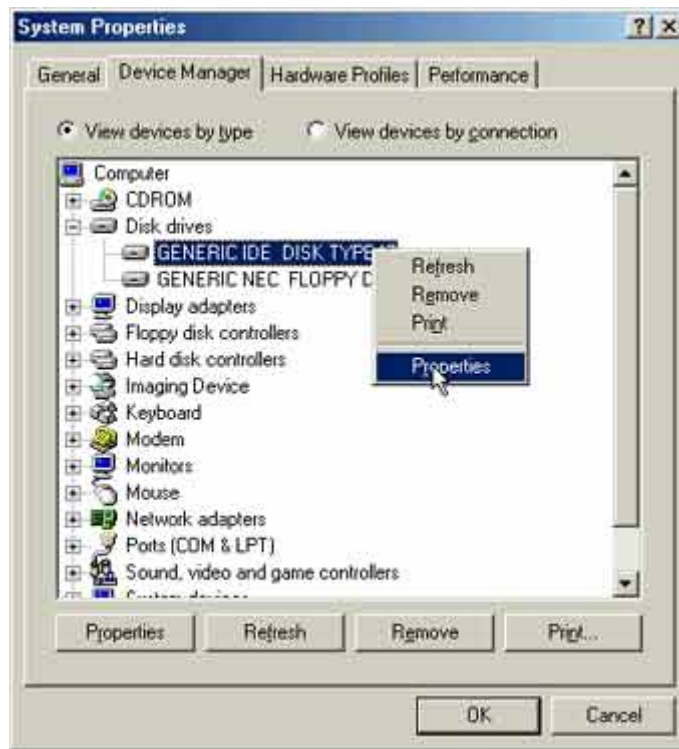 System Properties
General Device Manager Hardware Profiles Performance
View devices by type View devices by connection
Computer
CDROM
Disk drives
GENERIC IDE DISK TYPE
GENERIC NEC FLOPPY D
Refresh
Remove
Print
Properties
Display adapters
Floppy disk controllers
Hard disk controllers
Imaging Device
Keyboard
Modem
Monitors
Mouse
Network adapters
Ports (COM & LPT)
Sound, video and game controllers
Properties Refresh Remove Print...
OK Cancel